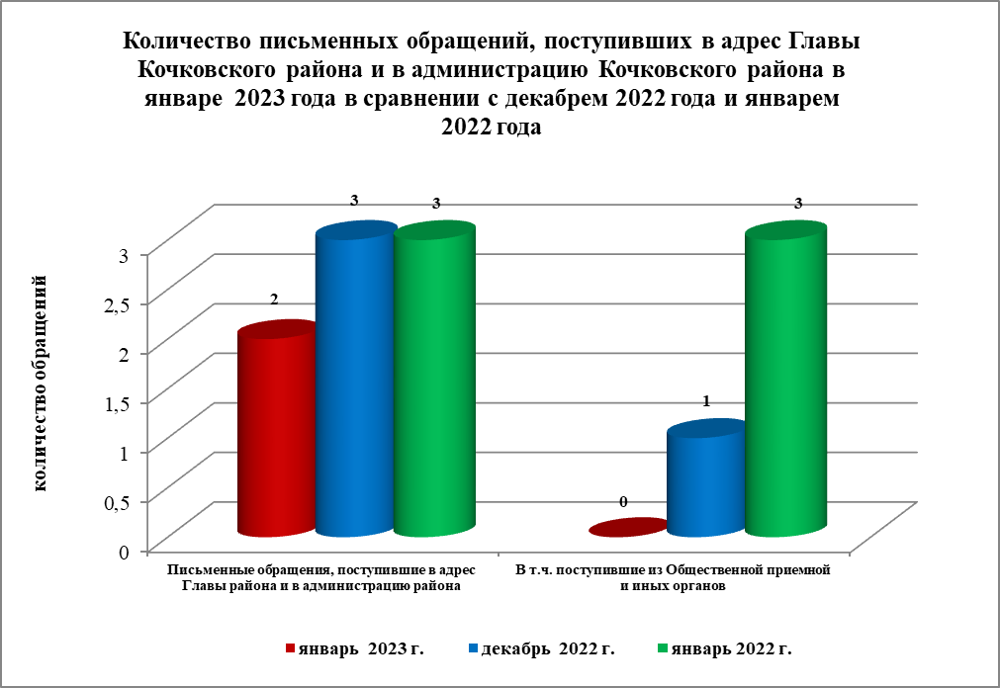 Количество письменных обращений, поступивших в адрес Главы
Кочковского района и в администрацию Кочковского района в
январе 2023 года в сравнении с декабрем 2022 года и январем
2022 года
количество обращений
3
2,5
2
1,5
1
0,5
0
2
3
3
0
1
3
Письменные обращения, поступившие в адрес
Главы района и в администрацию района
В т.ч. поступившие из Общественной приемной
и иных органов
январь 2023 г.
декабрь 2022 г.
январь 2022 г.